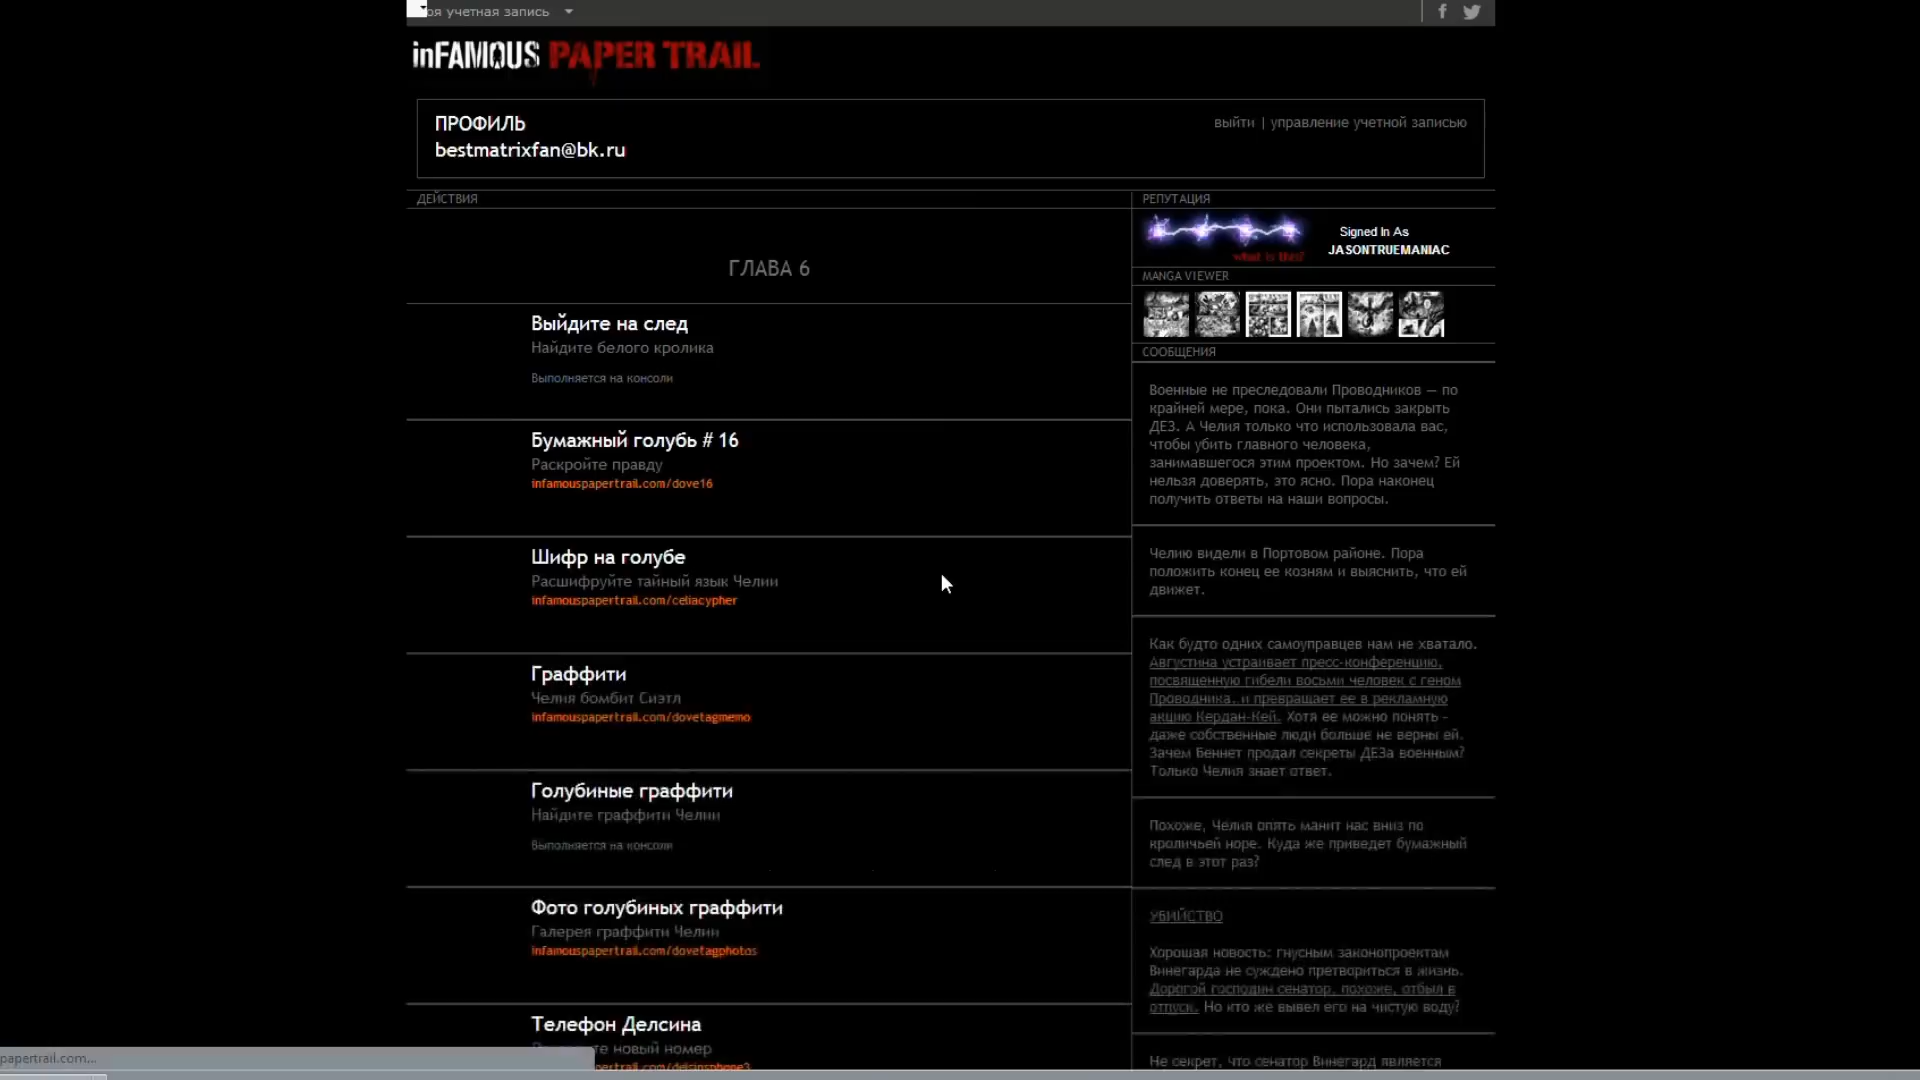 оя учетная запись
inFAMOUS PAPER TRAIL
ПРОФИЛЬ
bestmatrixfan@bk.ru
выйти | управление учетной записью
ДЕЙСТВИЯ
ГЛАВА 6
Выйдите на след
Найдите белого кролика
Выполняется на консоли
Бумажный голубь # 16
Раскройте правду
infamouspapertrail.com/dove16
Шифр на голубе
Расшифруйте тайный язык Челии
infamouspapertrail.com/celiacypher
Граффити
Челия бомбит Сиэтл
infamouspapertrail.com/dovetagmemo
Голубиные граффити
Найдите граффити Челии
Выполняется на консоли
Фото голубиных граффити
Галерея граффити Челии
infamouspapertrail.com/dovetagphotos
Телефон Делсина
те новый номер
pertrail.com/delsinsphone3
papertrail.com...
РЕПУТАЦИЯ
what is this?
Signed In As
JASONTRUEMANIAC
MANGA VIEWER
СООБЩЕНИЯ
Военные не преследовали Проводников — по
крайней мере, пока. Они пытались закрыть
ДЕЗ. А Челия только что использовала вас,
чтобы убить главного человека,
занимавшегося этим проектом. Но зачем? Ей
нельзя доверять, это ясно. Пора наконец
получить ответы на наши вопросы.
Челию видели в Портовом районе. Пора
положить конец ее козням и выяснить, что ей
движет.
Как будто одних самоуправцев нам не хватало.
Августина устраивает пресс-конференцию,
посвященную гибели восьми человек с геном
Проводника, и превращает ее в рекламную
акцию Кердан-Кей. Хотя ее можно понять -
даже собственные люди больше не верны ей.
Зачем Беннет продал секреты ДЕЗа военным?
Только Челия знает ответ.
Похоже, Челия опять манит нас вниз по
кроличьей норе. Куда же приведет бумажный
след в этот раз?
УБИЙСТВО
Хорошая новость: гнусным законопроектам
Винегарда не суждено претвориться в жизнь.
Дорогой господин сенатор, похоже, отбыл в
отпуск. Но кто же вывел его на чистую воду?
Не секрет, что сенатор Винегард является